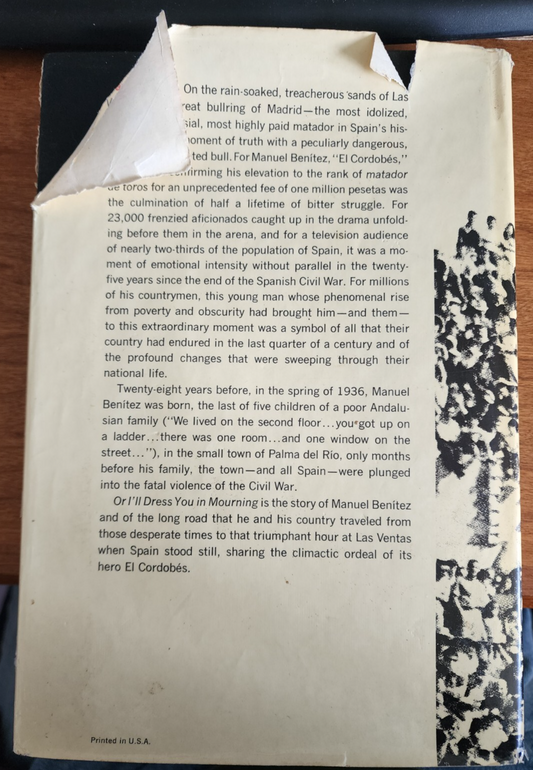 On the rain-soaked, treacherous sands of Las
reat bullring of Madrid—the most idolized,
sial, most highly paid matador in Spain's his-
oment of truth with a peculiarly dangerous,
ted bull. For Manuel Benítez, "El Cordobés,"
firming his elevation to the rank of matador
de toros for an unprecedented fee of one million pesetas was
the culmination of half a lifetime of bitter struggle. For
23,000 frenzied aficionados caught up in the drama unfold-
ing before them in the arena, and for a television audience
of nearly two-thirds of the population of Spain, it was a mo-
ment of emotional intensity without parallel in the twenty-
five years since the end of the Spanish Civil War. For millions
of his countrymen, this young man whose phenomenal rise
from poverty and obscurity had brought him—and them—
to this extraordinary moment was a symbol of all that their
country had endured in the last quarter of a century and of
the profound changes that were sweeping through their
national life.
Twenty-eight years before, in the spring of 1936, Manuel
Benítez was born, the last of five children of a poor Andalu-
sian family ("We lived on the second floor...you got up on
a ladder...there was one room...and one window on the
street..."), in the small town of Palma del Río, only months
before his family, the town—and all Spain—were plunged
into the fatal violence of the Civil War.
Or I'll Dress You in Mourning is the story of Manuel Benítez
and of the long road that he and his country traveled from
those desperate times to that triumphant hour at Las Ventas
when Spain stood still, sharing the climactic ordeal of its
hero El Cordobés.
Printed in U.S.A.